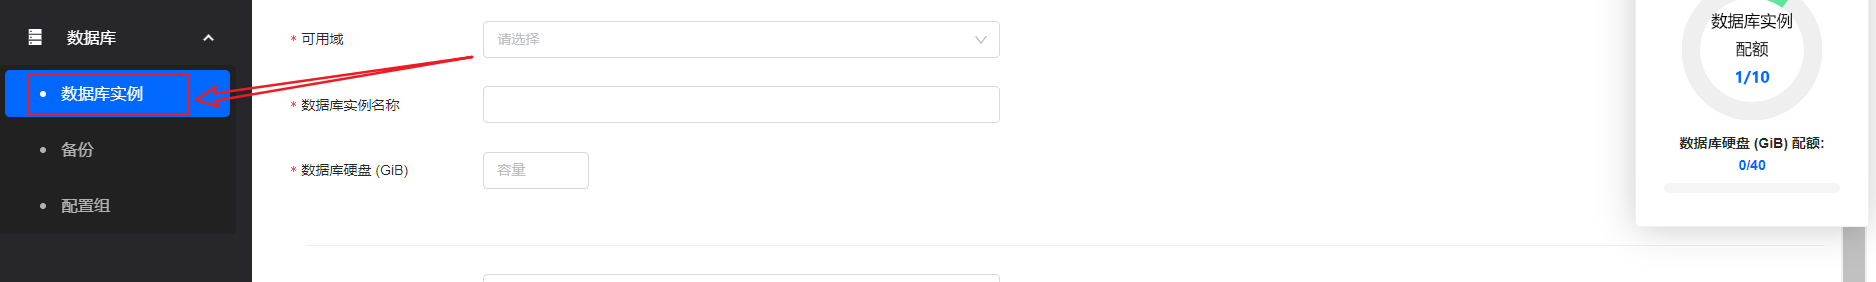 数据库
数据库实例
备份
配置组
* 可用域
请选择
* 数据库实例名称
* 数据库硬盘 (GiB)
容量
数据库实例
配额
1/10
数据库硬盘 (GiB) 配额:
0/40